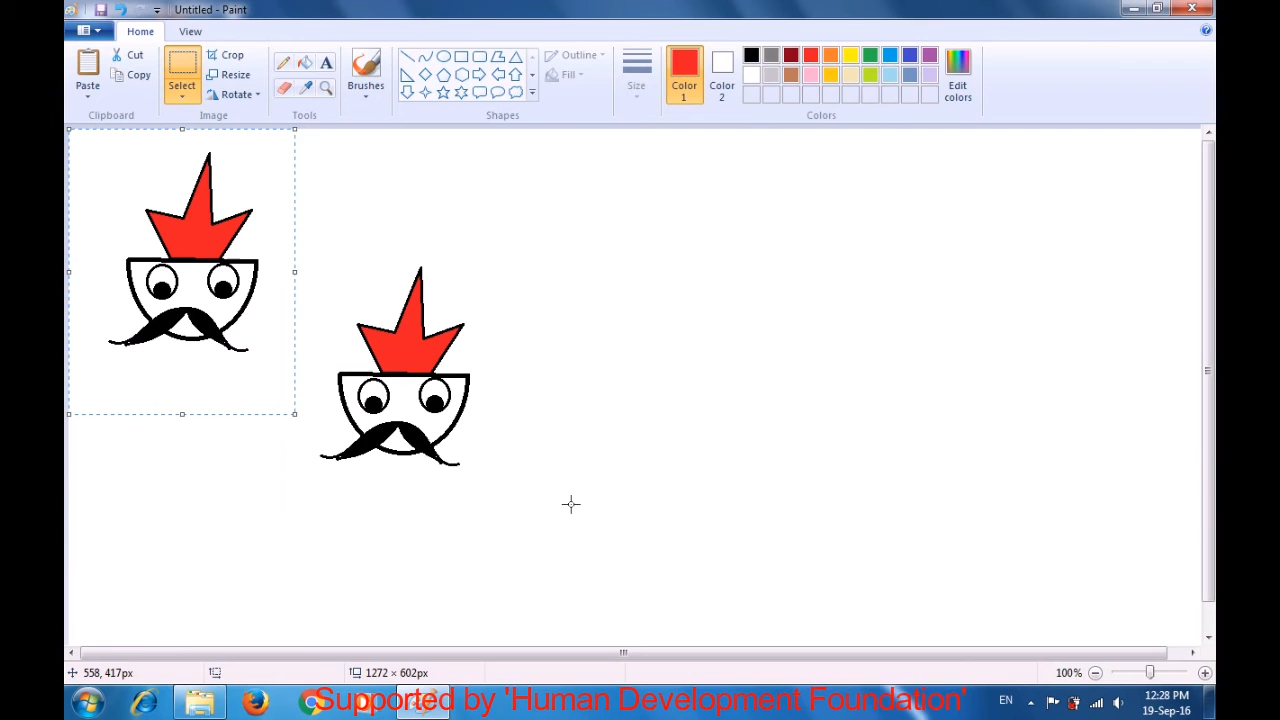 Untitled - Paint
Home
View
Paste
Cut
Copy
Clipboard
Select
Crop
Resize
Rotate
Image
A
Tools
Brushes
Shapes
Outline
Fill
Size
Color 1
Color 2
Edit colors
Colors
558, 417px
1272 × 602px
100%
Supported by 'Human Development Foundation'
EN
12:28 PM
19-Sep-16